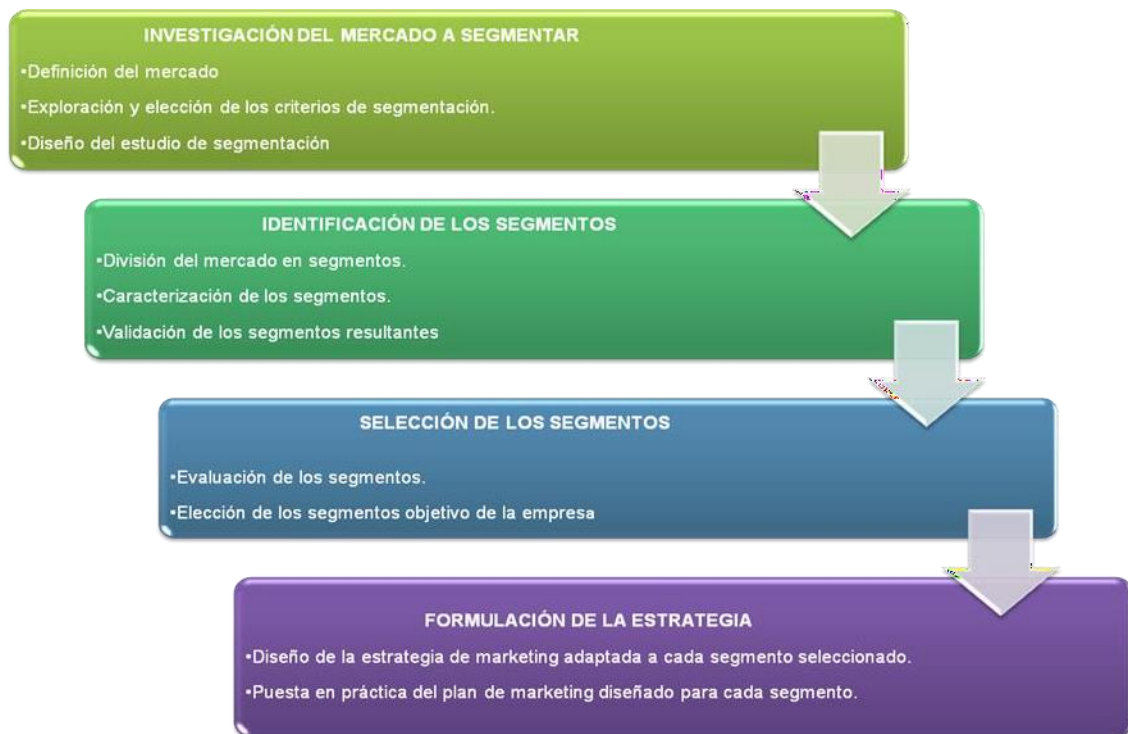 INVESTIGACIÓN DEL MERCADO A SEGMENTAR
•Definición del mercado
•Exploración y elección de los criterios de segmentación.
•Diseño del estudio de segmentación
IDENTIFICACIÓN DE LOS SEGMENTOS
•División del mercado en segmentos.
•Caracterización de los segmentos.
•Validación de los segmentos resultantes
SELECCIÓN DE LOS SEGMENTOS
•Evaluación de los segmentos.
•Elección de los segmentos objetivo de la empresa
FORMULACIÓN DE LA ESTRATEGIA
•Diseño de la estrategia de marketing adaptada a cada segmento seleccionado.
•Puesta en práctica del plan de marketing diseñado para cada segmento.